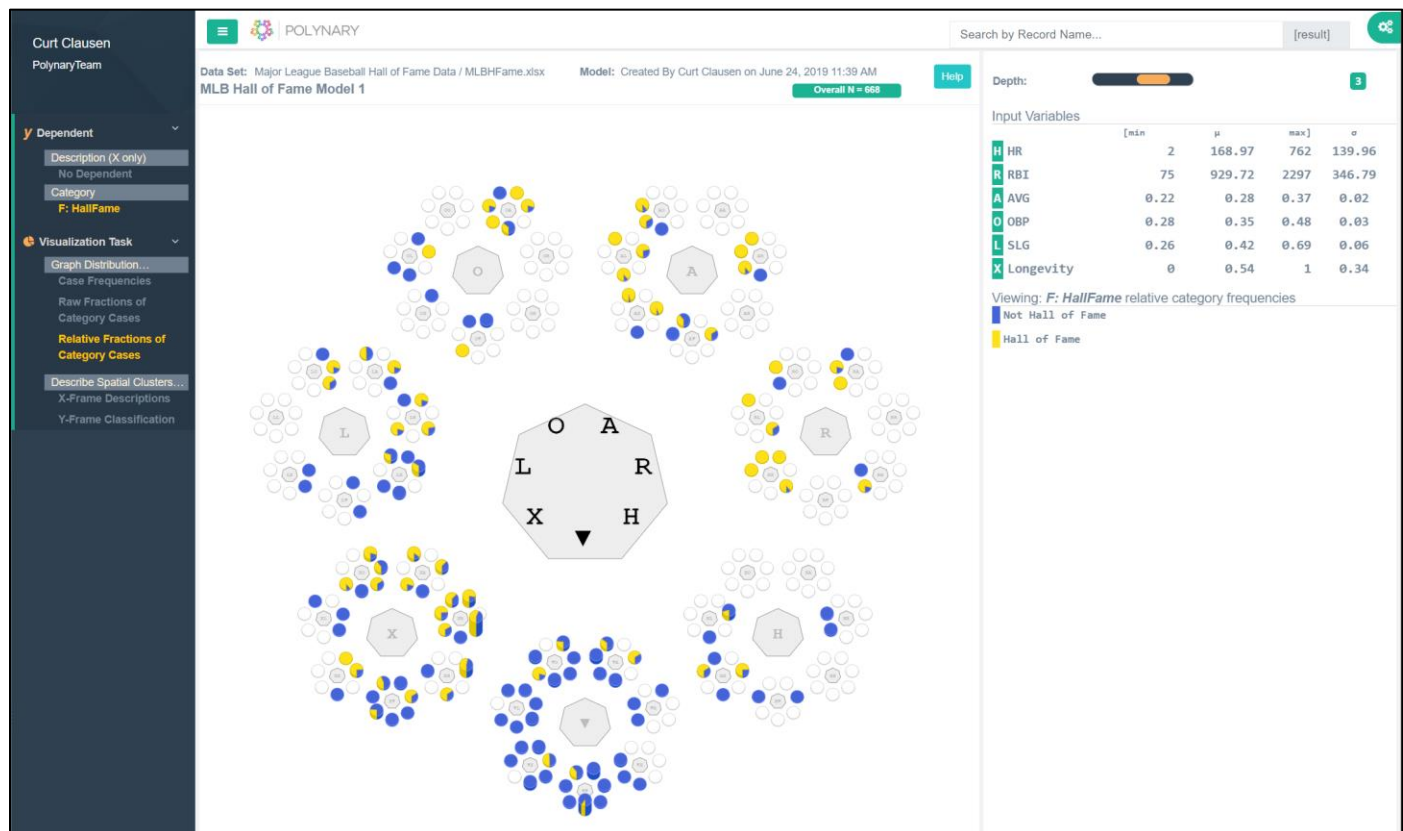 Curt Clausen
PolynaryTeam
y Dependent
Description (X only)
No Dependent
Category
F: HallFame
Visualization Task
Graph Distribution...
Case Frequencies
Raw Fractions of
Category Cases
Relative Fractions of
Category Cases
Describe Spatial Clusters...
X-Frame Descriptions
Y-Frame Classification
POLYNARY
Search by Record Name...
[result]
Data Set: Major League Baseball Hall of Fame Data / MLBHFame.xlsx Model: Created By Curt Clausen on June 24, 2019 11:39 AM
MLB Hall of Fame Model 1
Overall N = 668
Help
O A
L R
X H
▼
O
A
L
R
X
H
▼
Depth:
3
Input Variables
[min μ max] σ
H HR 2 168.97 762 139.96
R RBI 75 929.72 2297 346.79
A AVG 0.22 0.28 0.37 0.02
O OBP 0.28 0.35 0.48 0.03
L SLG 0.26 0.42 0.69 0.06
X Longevity 0 0.54 1 0.34
Viewing: F: HallFame relative category frequencies
Not Hall of Fame
Hall of Fame